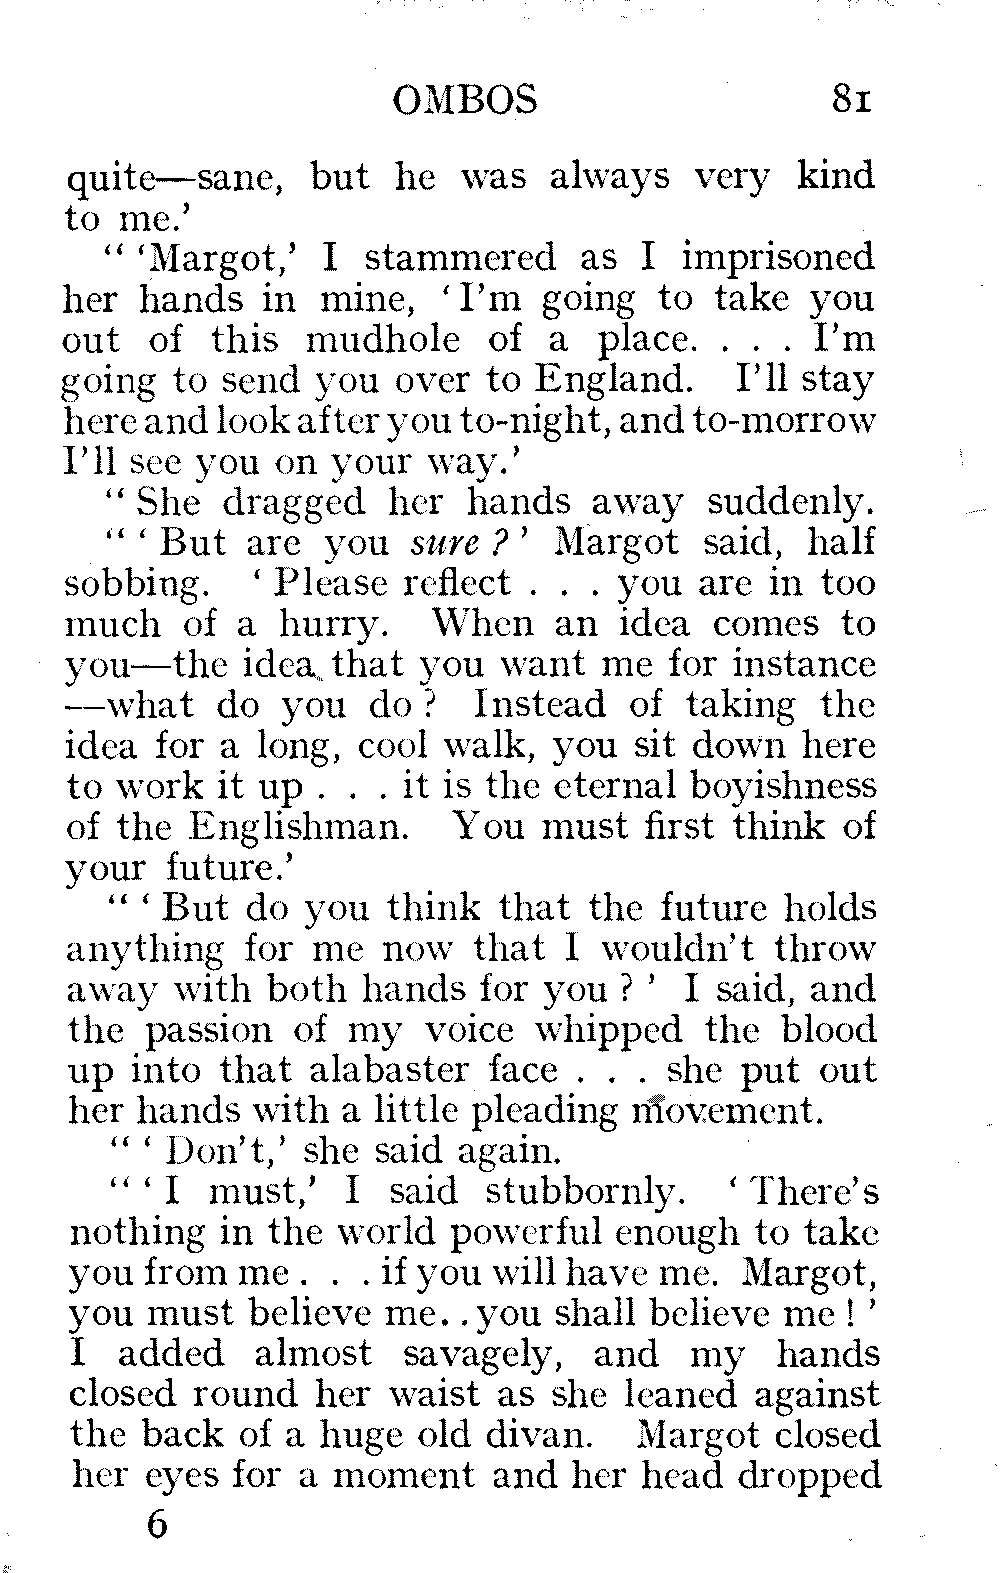 OMBOS 81
quite—sane, but he was always very kind
to me.’
“ ‘Margot,’ I stammered as I imprisoned
her hands in mine, ‘I’m going to take you
out of this mudhole of a place. . . . I’m
going to send you over to England. I’ll stay
here and look after you to-night, and to-morrow
I’ll see you on your way.’
“ She dragged her hands away suddenly.
“ ‘ But are you sure ? ’ Margot said, half
sobbing. ‘ Please reflect . . . you are in too
much of a hurry. When an idea comes to
you—the idea that you want me for instance
—what do you do ? Instead of taking the
idea for a long, cool walk, you sit down here
to work it up . . . it is the eternal boyishness
of the Englishman. You must first think of
your future.’
“ ‘ But do you think that the future holds
anything for me now that I wouldn’t throw
away with both hands for you ? ’ I said, and
the passion of my voice whipped the blood
up into that alabaster face . . . she put out
her hands with a little pleading movement.
“ ‘ Don’t,’ she said again.
“ ‘ I must,’ I said stubbornly. ‘ There’s
nothing in the world powerful enough to take
you from me . . . if you will have me. Margot,
you must believe me. . you shall believe me ! ’
I added almost savagely, and my hands
closed round her waist as she leaned against
the back of a huge old divan. Margot closed
her eyes for a moment and her head dropped
6